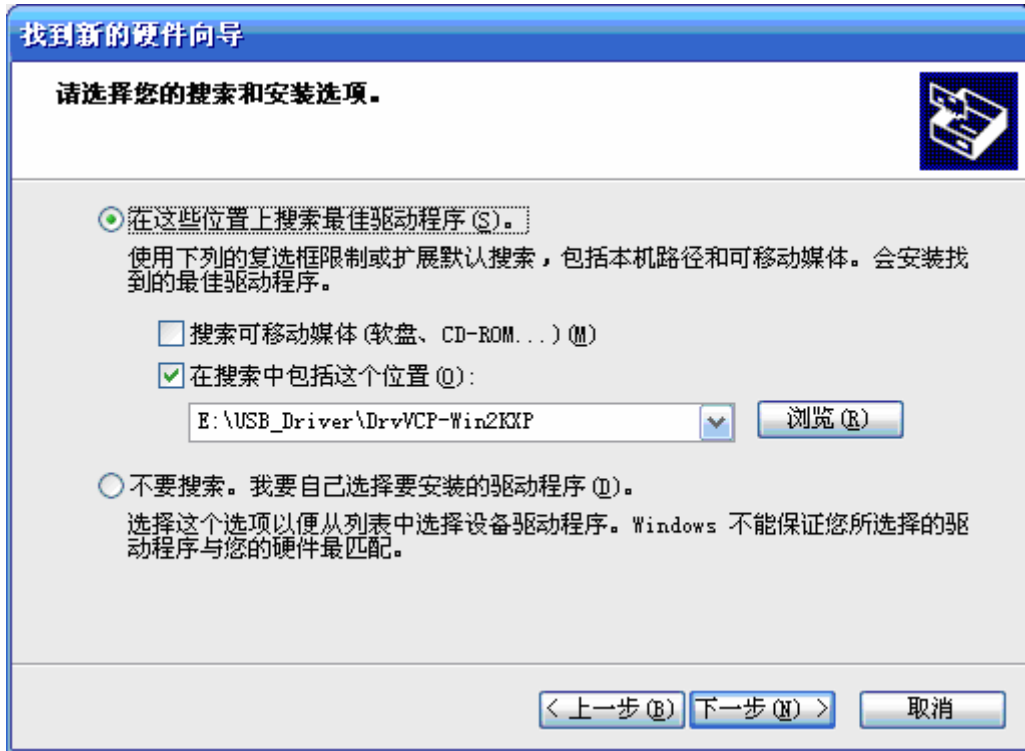 找到新的硬件向导
请选择您的搜索和安装选项。
在这些位置上搜索最佳驱动程序(S)。
使用下列的复选框限制或扩展默认搜索，包括本机路径和可移动媒体。会安装找
到的最佳驱动程序。
搜索可移动媒体(软盘、CD-ROM...)(M)
在搜索中包括这个位置(O):
E:\USB_Driver\DrvVCP-Win2KXP
浏览(R)
不要搜索。我要自己选择要安装的驱动程序(D)。
选择这个选项以便从列表中选择设备驱动程序。Windows 不能保证您所选择的驱
动程序与您的硬件最匹配。
< 上一步(B) 下一步(N) > 取消